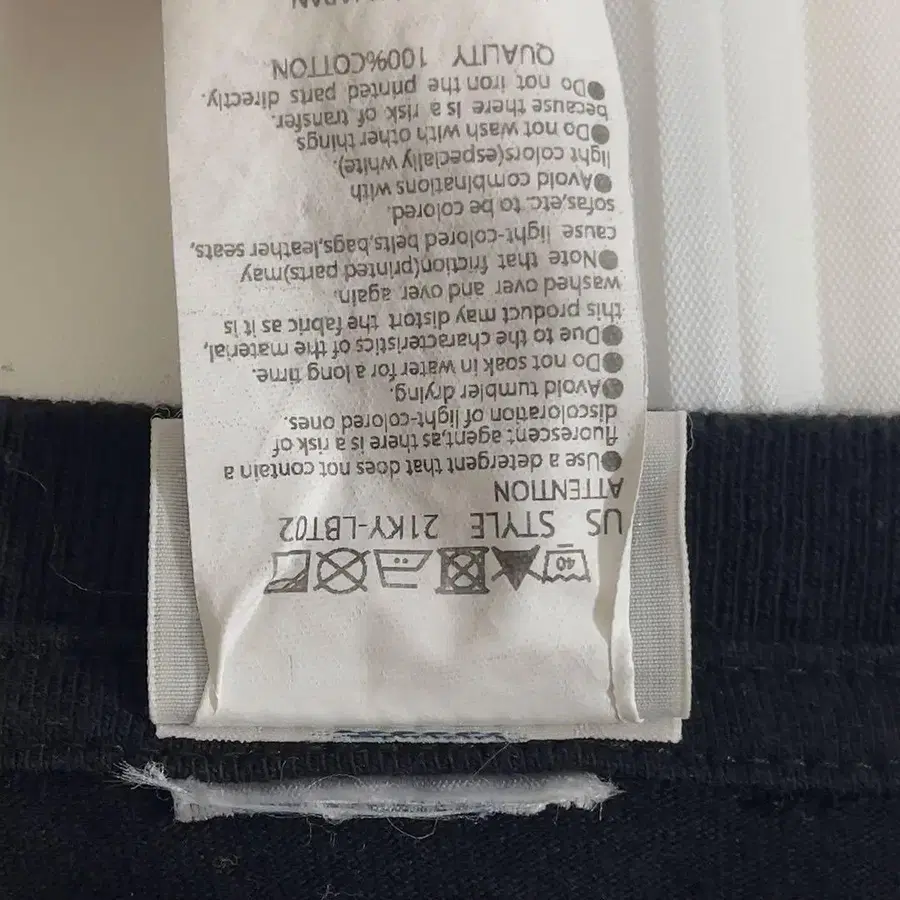 40
US STYLE 21KY-LBT02
ATTENTION
●Use a detergent that does not contain a
fluorescent agent,as there is a risk of
discoloration of light-colored ones.
●Avoid tumbler drying.
●Do not soak in water for a long time.
●Due to the characteristics of the material,
this product may distort the fabric as it is
washed over and over again.
●Note that friction(printed parts)may
cause light-colored belts,bags,leather seats,
sofas,etc. to be colored.
●Avoid combinations with
light colors(especially white).
●Do not wash with other things
because there is a risk of transfer.
●Do not iron the printed parts directly.
QUALITY 100%COTTON
JAPAN